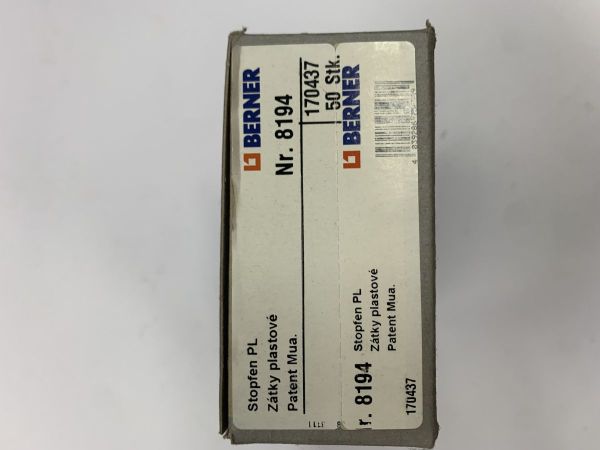 BERNER
Nr. 8194
170437
50 Stk.
Stopfen PL
Zátky plastové
Patent Mua.
BERNER
r. 8194
Stopfen PL
Zátky plastové
Patent Mua.
170437